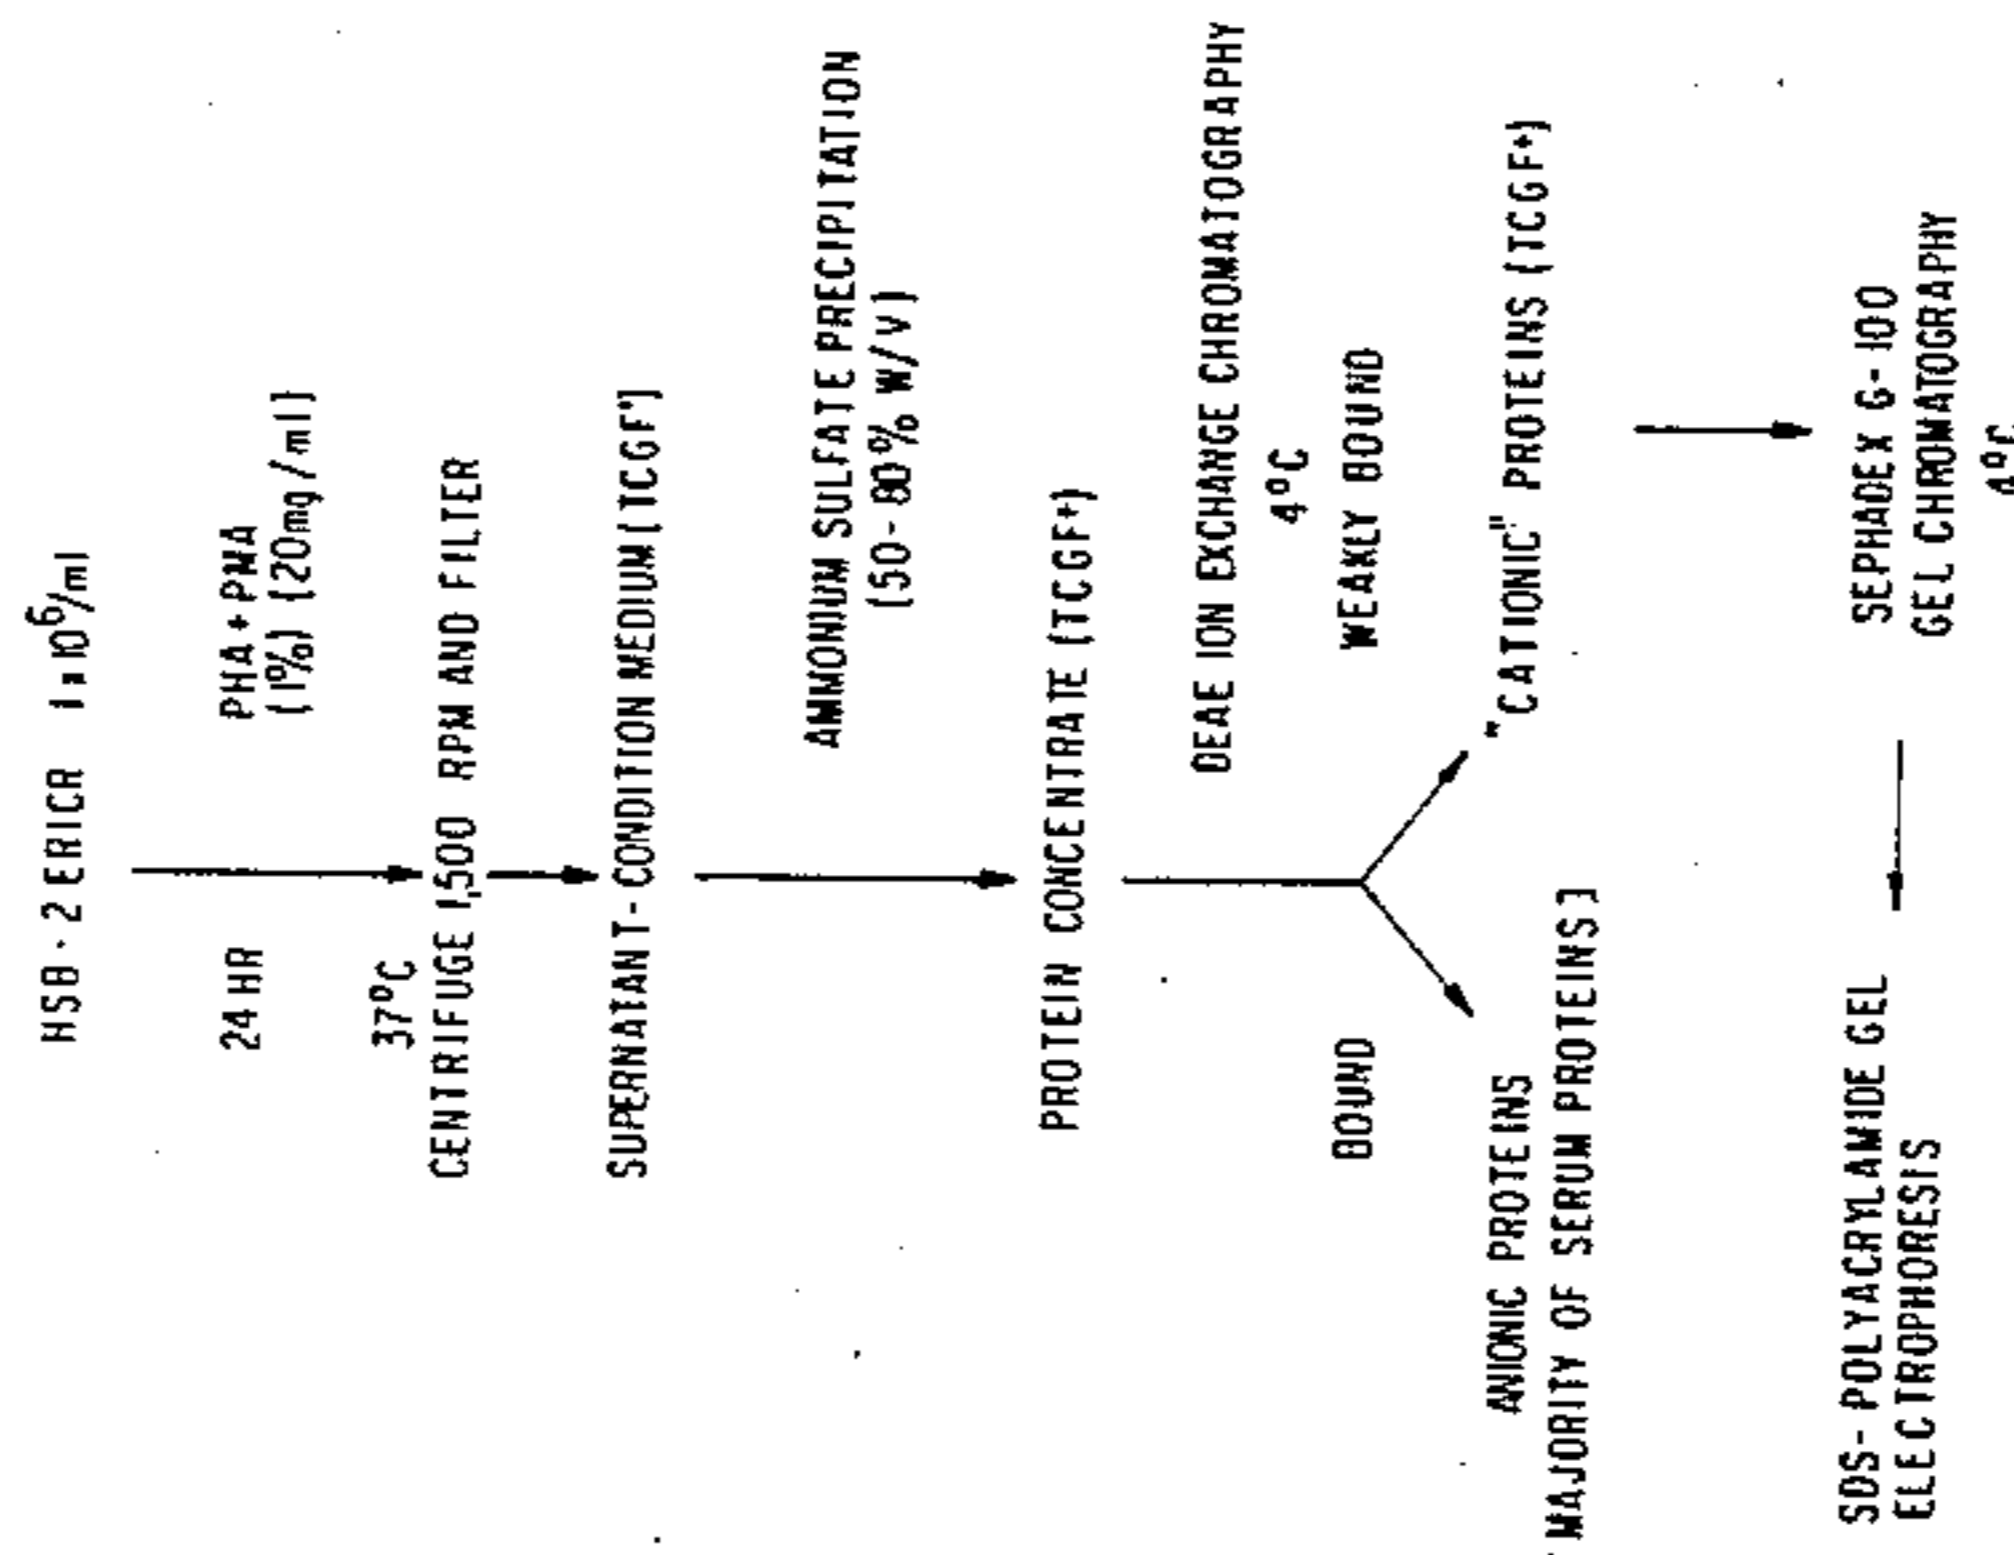 HSB-2 ERICR 1x10⁶/ml
24 HR
PHA+PMA
(1%) (20mg/ml)
37°C
CENTRIFUGE 1,500 RPM AND FILTER
SUPERNATANT-CONDITION MEDIUM (TCGF⁺)
AMMONIUM SULFATE PRECIPITATION
(50-80% W/V)
PROTEIN CONCENTRATE (TCGF+)
DEAE ION EXCHANGE CHROMATOGRAPHY
4°C
BOUND
WEAKLY BOUND
ANIONIC PROTEINS
MAJORITY OF SERUM PROTEINS]
"CATIONIC" PROTEINS (TCGF+)
SDS-POLYACRYLAMIDE GEL
ELECTROPHORESIS
SEPHADEX G-100
GEL CHROMATOGRAPHY
4°C